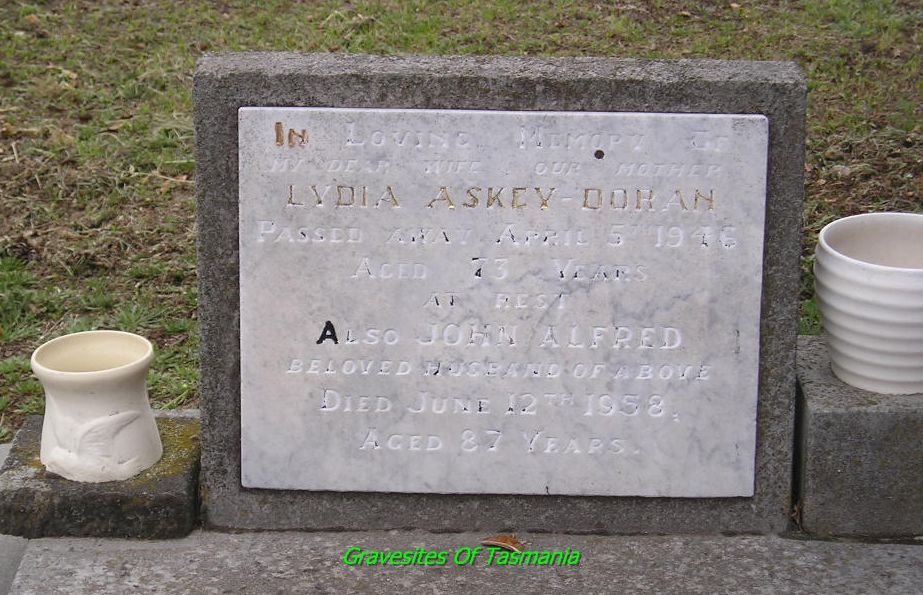 In Loving Memory Of
MY DEAR WIFE OUR MOTHER
LYDIA ASKEY-DORAN
PASSED AWAY APRIL 5TH 1946
AGED 73 YEARS
AT REST
ALSO JOHN ALFRED
BELOVED HUSBAND OF ABOVE
DIED JUNE 12TH 1958,
AGED 87 YEARS.
Gravesites Of Tasmania